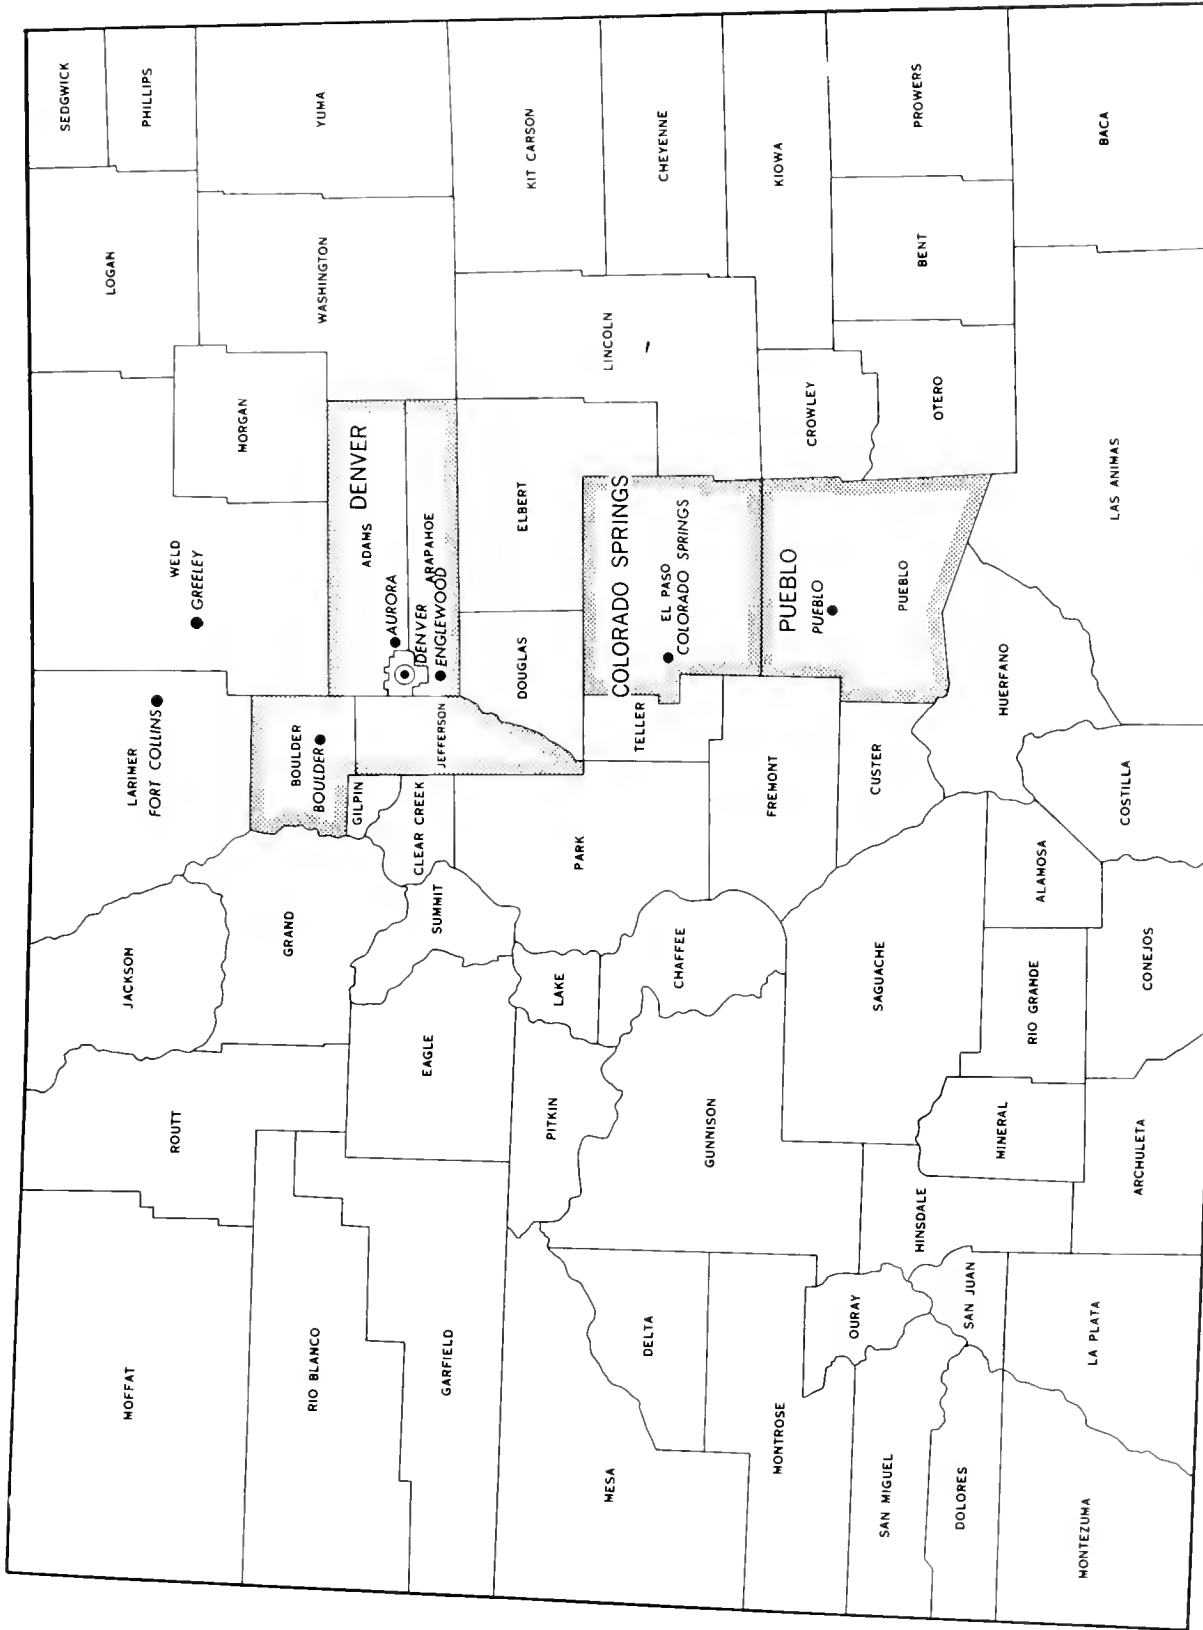 MOFFAT
ROUTT
JACKSON
LARIMER
FORT COLLINS
WELD
GREELEY
LOGAN
SEDGWICK
PHILLIPS
MORGAN
WASHINGTON
YUMA
RIO BLANCO
GRAND
BOULDER
BOULDER
GILPIN
ADAMS
DENVER
AURORA
DENVER
ARAPAHOE
ENGLEWOOD
JEFFERSON
CLEAR CREEK
SUMMIT
EAGLE
GARFIELD
PITKIN
LAKE
PARK
DOUGLAS
ELBERT
KIT CARSON
LINCOLN
CHEYENNE
MESA
DELTA
GUNNISON
CHAFFEE
TELLER
COLORADO SPRINGS
EL PASO
COLORADO SPRINGS
FREMONT
PUEBLO
PUEBLO
PUEBLO
CROWLEY
KIOWA
MONTROSE
OURAY
SAN MIGUEL
DOLORES
SAN JUAN
HINSDALE
MINERAL
SAGUACHE
CUSTER
HUERFANO
OTERO
BENT
PROWERS
MONTEZUMA
LA PLATA
ARCHULETA
RIO GRANDE
ALAMOSA
CONEJOS
COSTILLA
LAS ANIMAS
BACA